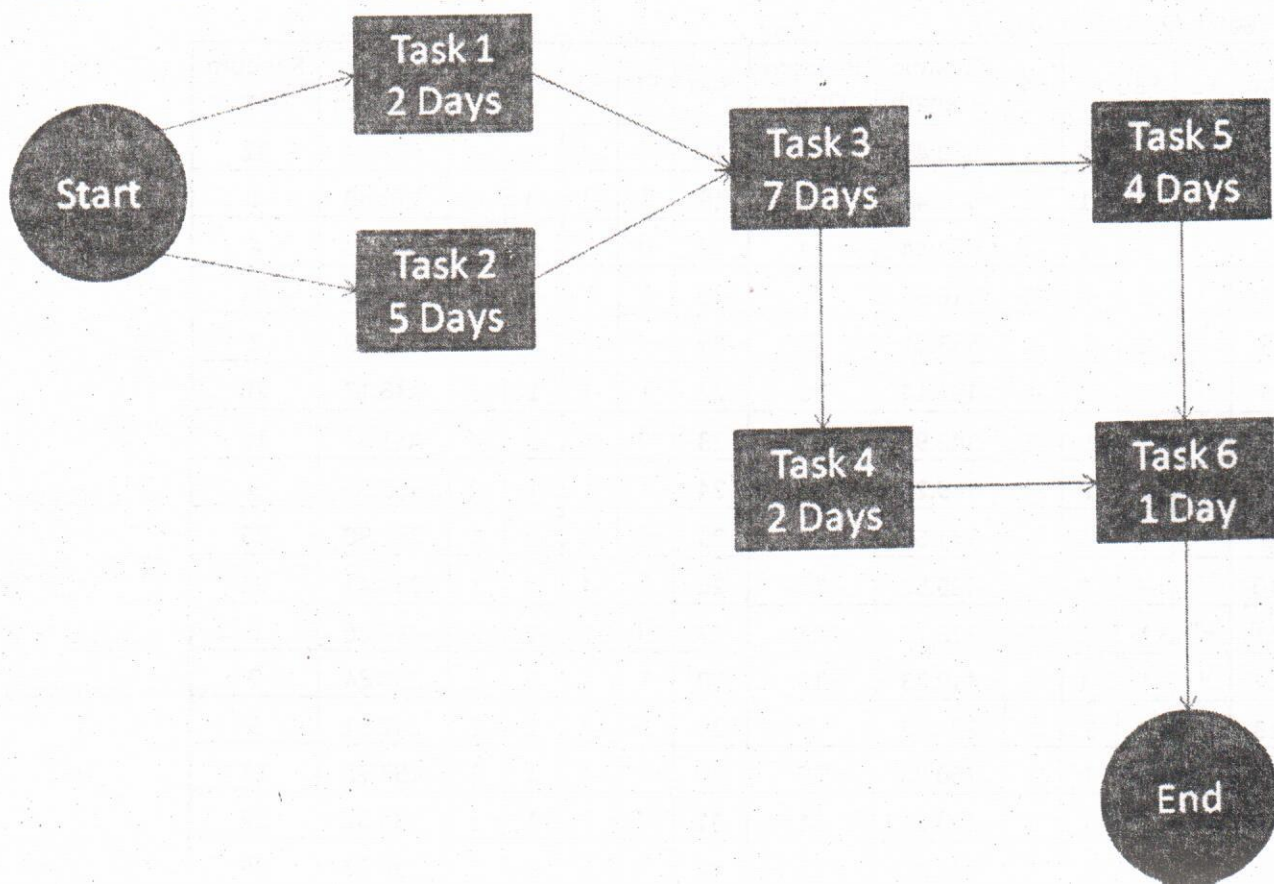 Start
Task 1
2 Days
Task 2
5 Days
Task 3
7 Days
Task 5
4 Days
Task 4
2 Days
Task 6
1 Day
End